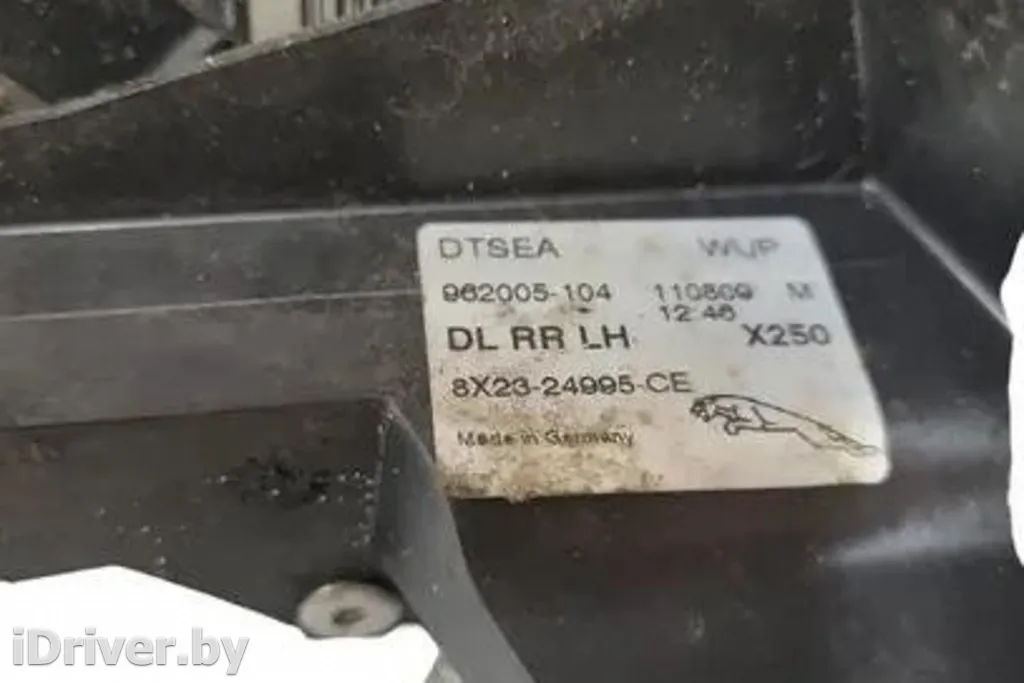 DTSEA WUP
962005-104 110809 M
12:46
DL RR LH X250
8X23-24995-CE
Made in Germany
iDriver.by